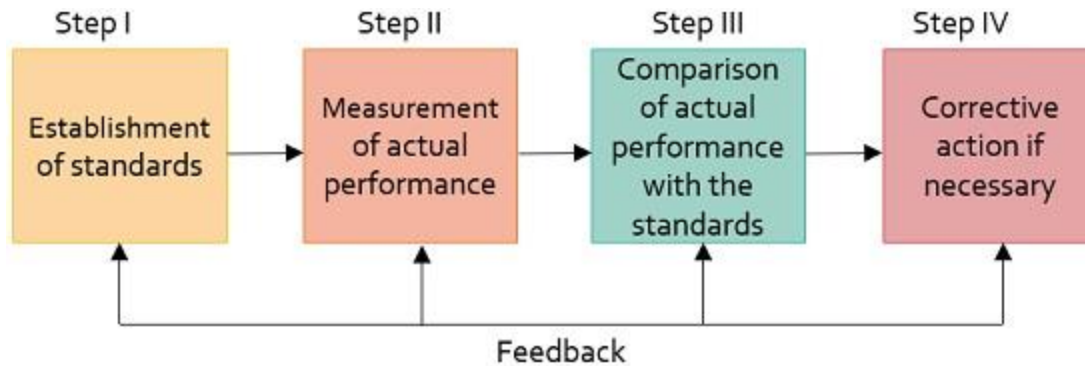 Step I
Establishment
of standards
Step II
Measurement
of actual
performance
Step III
Comparison
of actual
performance
with the
standards
Step IV
Corrective
action if
necessary
Feedback